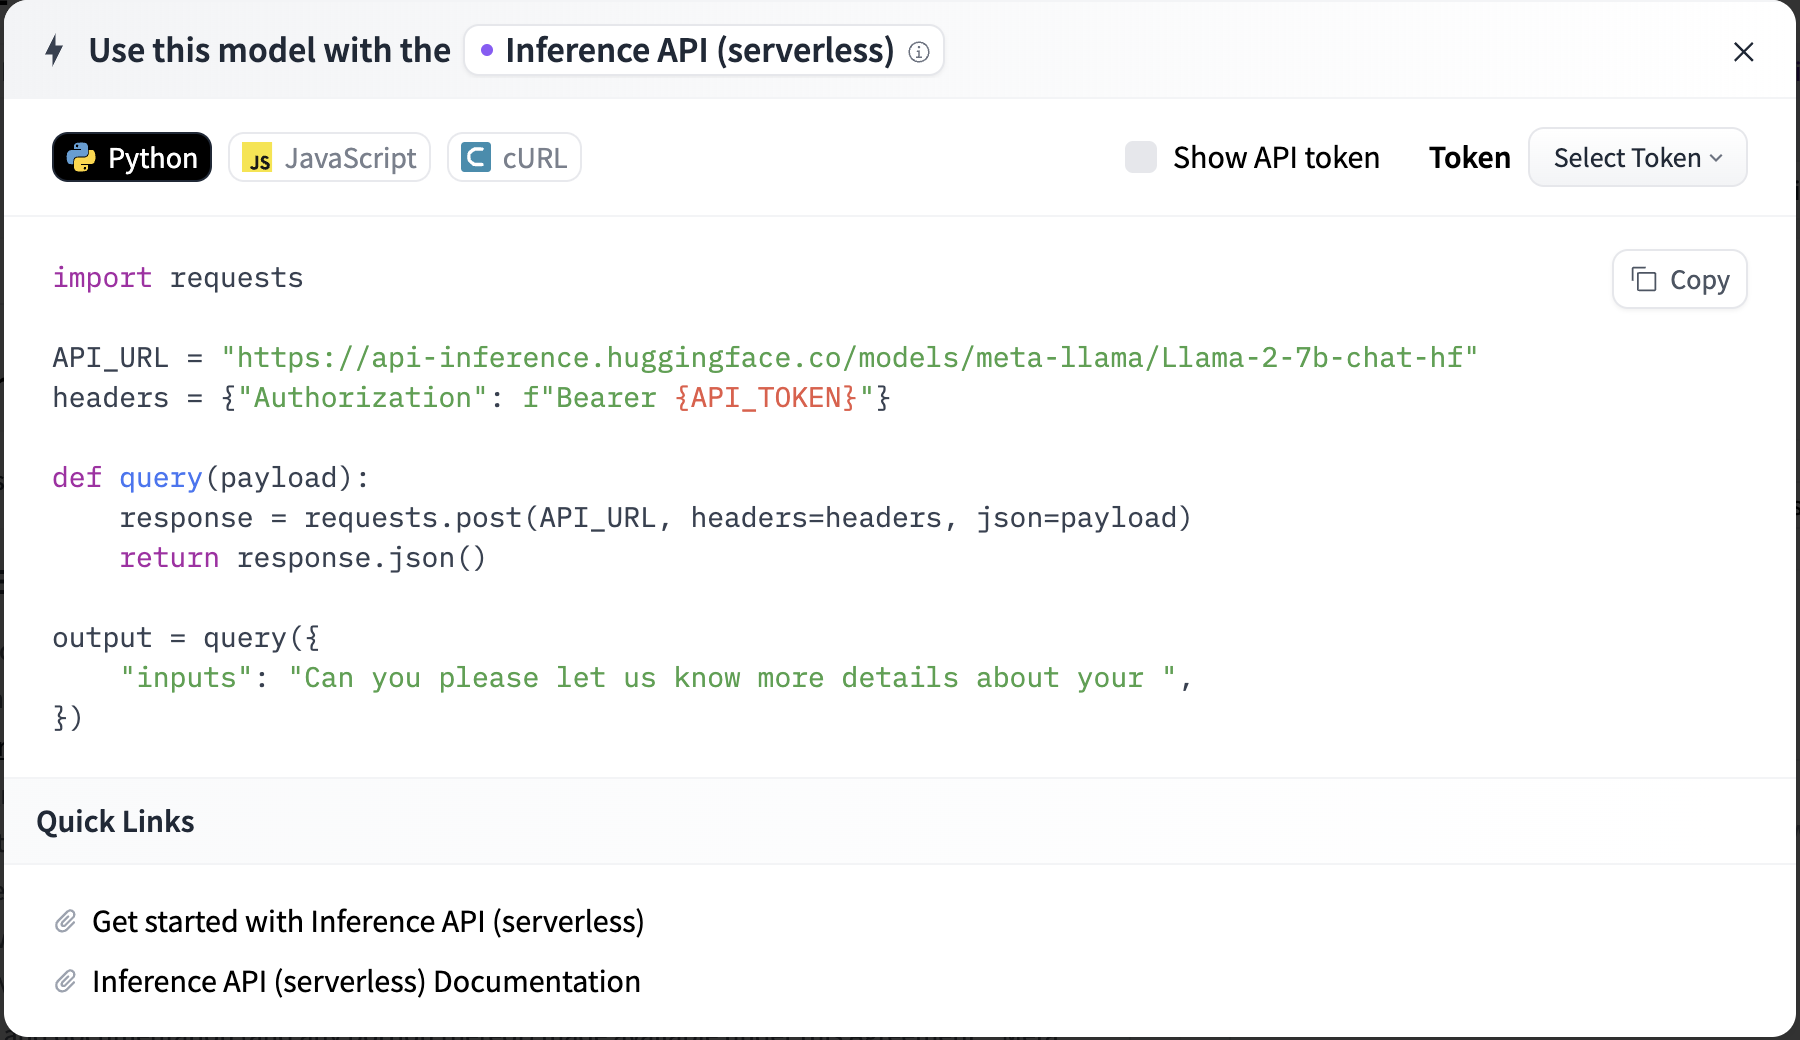 Use this model with the Inference API (serverless)
Python JS JavaScript cURL Show API token Token Select Token
import requests
Copy
API_URL = "https://api-inference.huggingface.co/models/meta-llama/Llama-2-7b-chat-hf"
headers = {"Authorization": f"Bearer {API_TOKEN}"}
def query(payload):
    response = requests.post(API_URL, headers=headers, json=payload)
    return response.json()
output = query({
    "inputs": "Can you please let us know more details about your ",
})
Quick Links
Get started with Inference API (serverless)
Inference API (serverless) Documentation